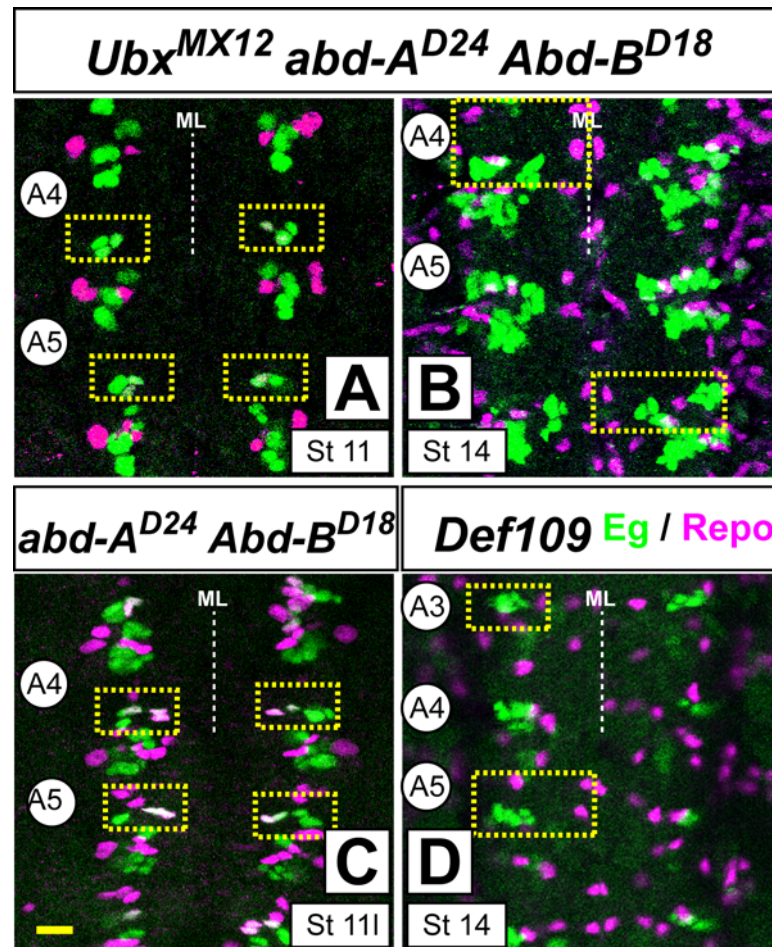 Ubx^MX12 abd-A^D24 Abd-B^D18
ML
ML
A4
A4
A5
A5
A
B
St 11
St 14
abd-A^D24 Abd-B^D18
Def109 Eg / Repo
ML
ML
A3
A4
A4
A5
A5
C
D
St 11l
St 14